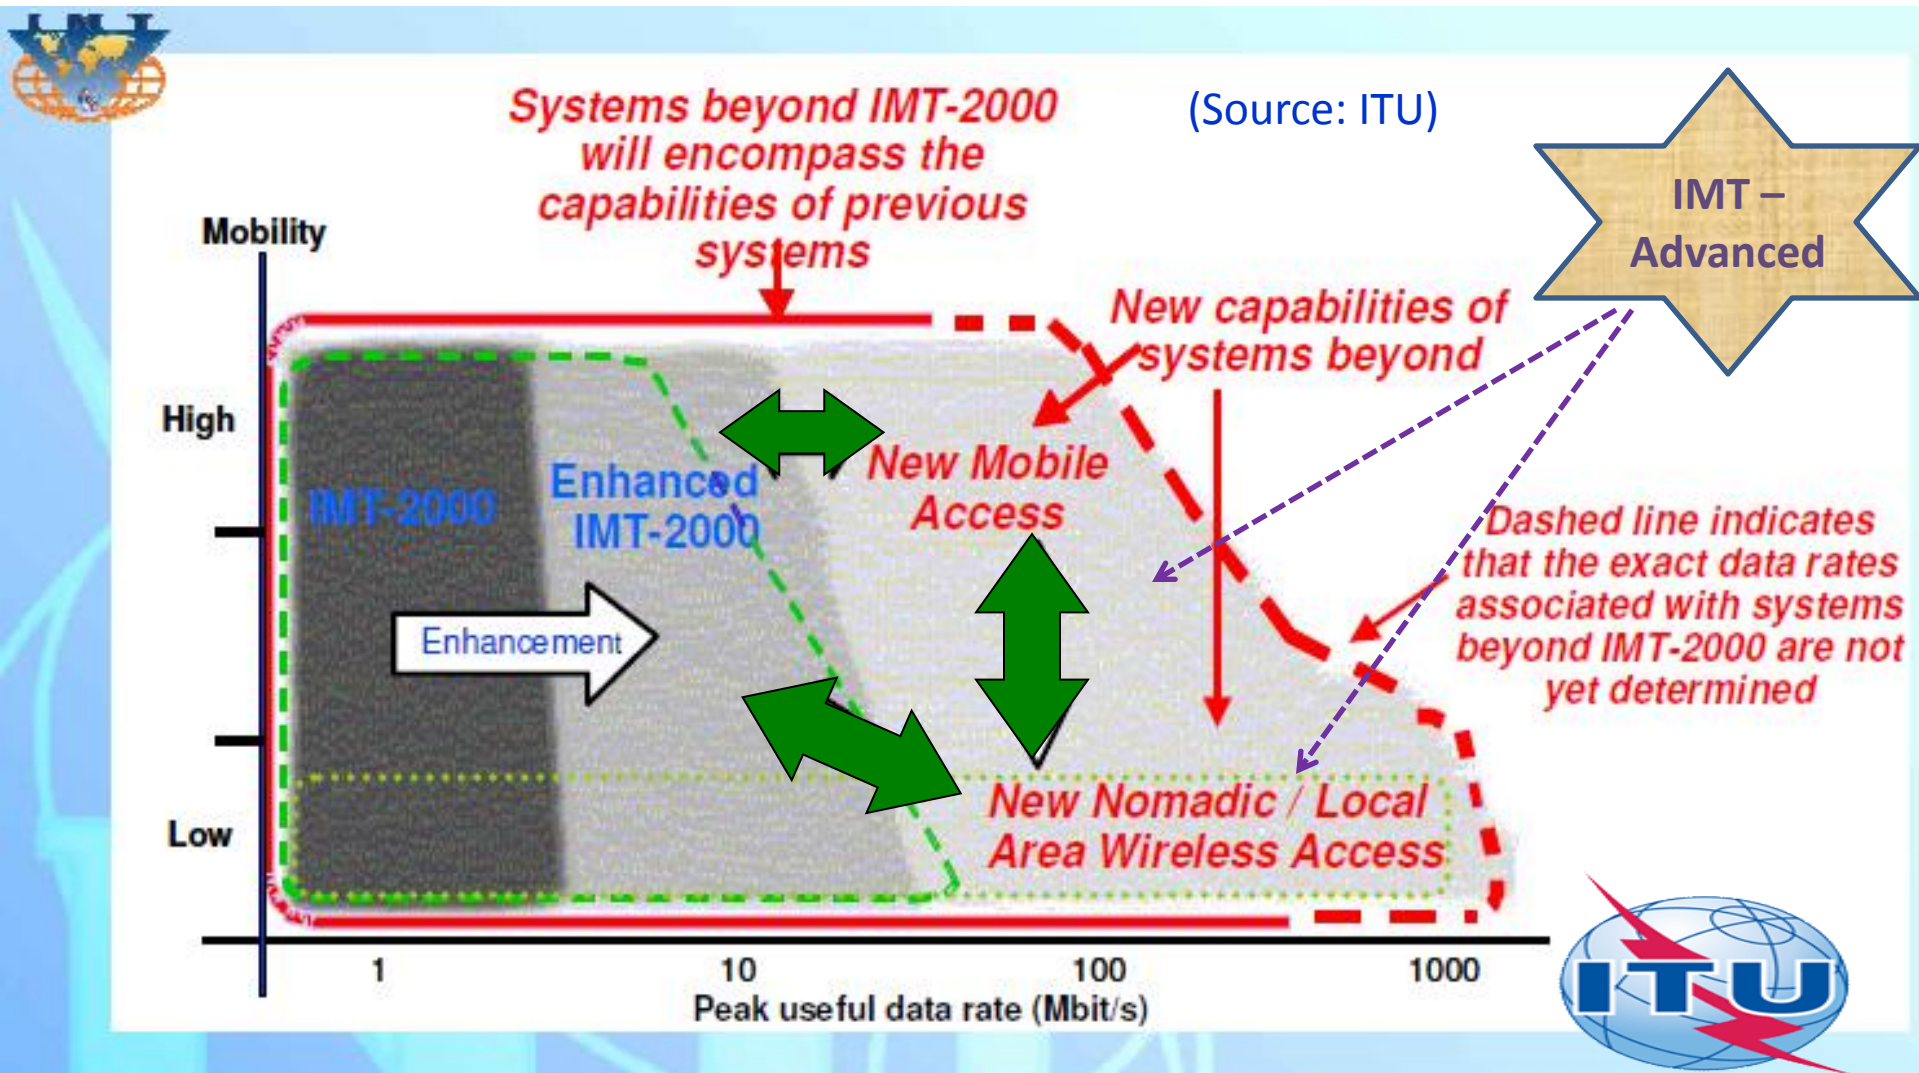 Systems beyond IMT-2000
will encompass the
capabilities of previous
systems
(Source: ITU)
IMT –
Advanced
Mobility
New capabilities of
systems beyond
High
New Mobile
Access
Enhanced
IMT-2000
IMT-2000
Dashed line indicates
that the exact data rates
associated with systems
beyond IMT-2000 are not
yet determined
Enhancement
New Nomadic / Local
Area Wireless Access
Low
1 10 100 1000
Peak useful data rate (Mbit/s)
ITU